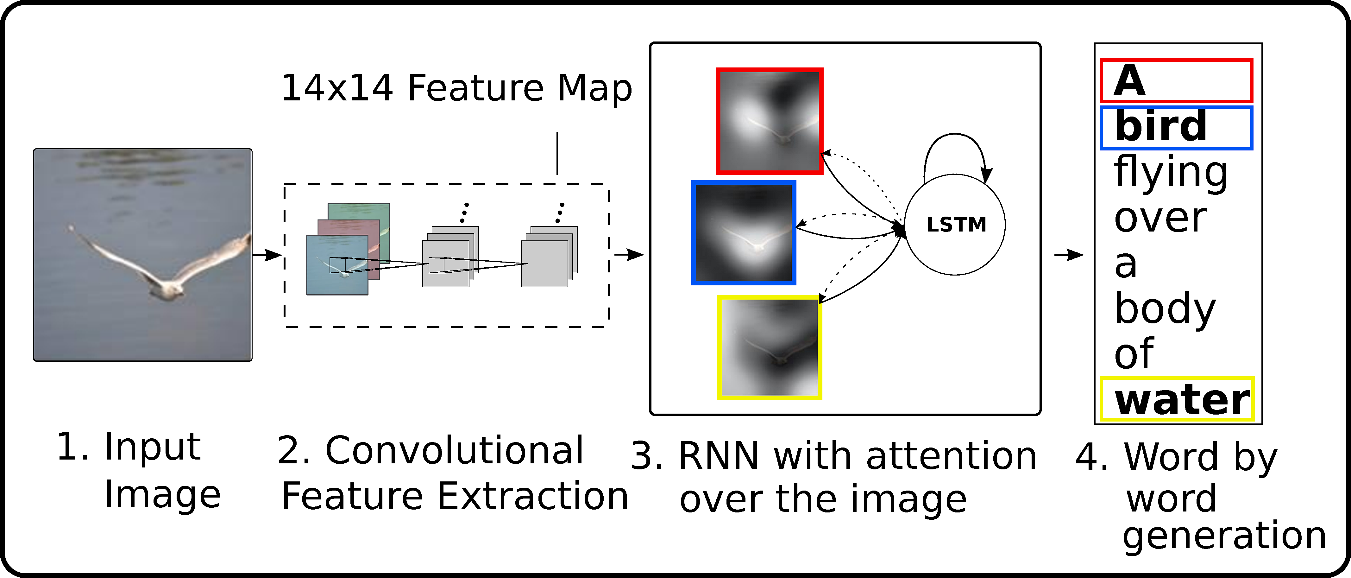 14x14 Feature Map
LSTM
A
bird
flying
over
a
body
of
water
1. Input
Image
2. Convolutional
Feature Extraction
3. RNN with attention
over the image
4. Word by
word
generation